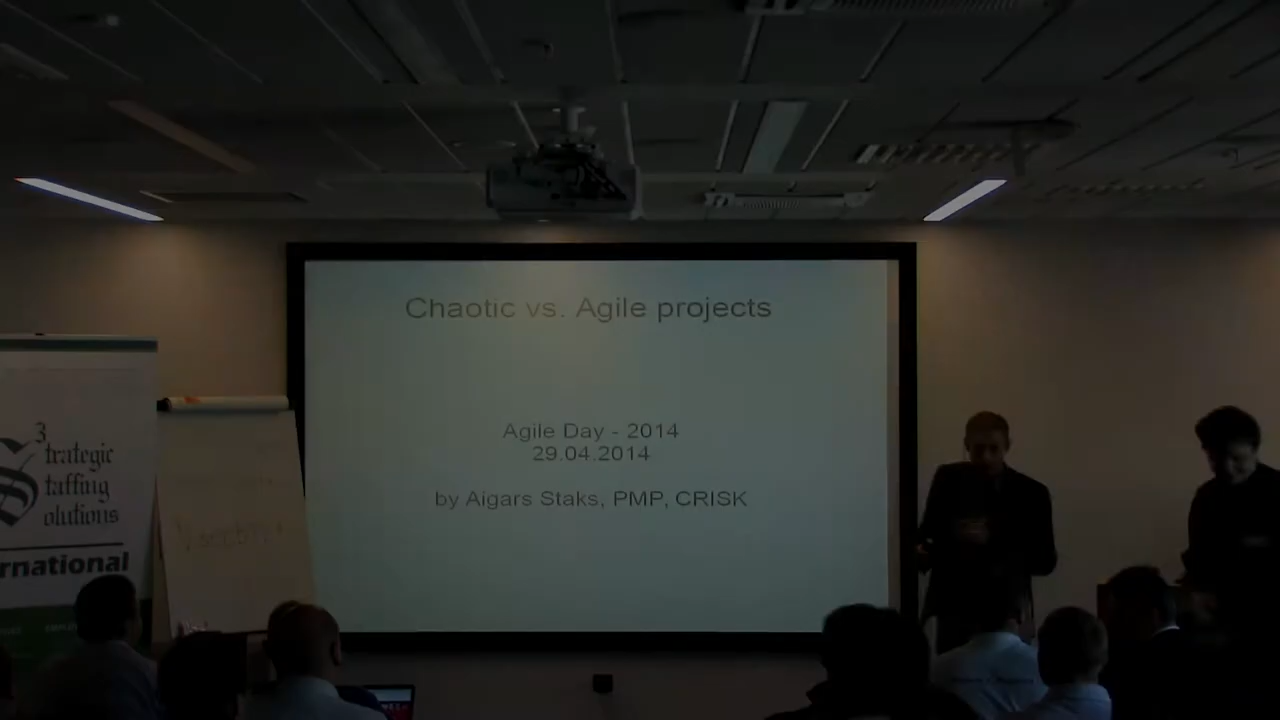 Chaotic vs. Agile projects
Agile Day - 2014
29.04.2014
by Aigars Staks, PMP, CRISK
S3
trategic
taffing
olutions
rnational